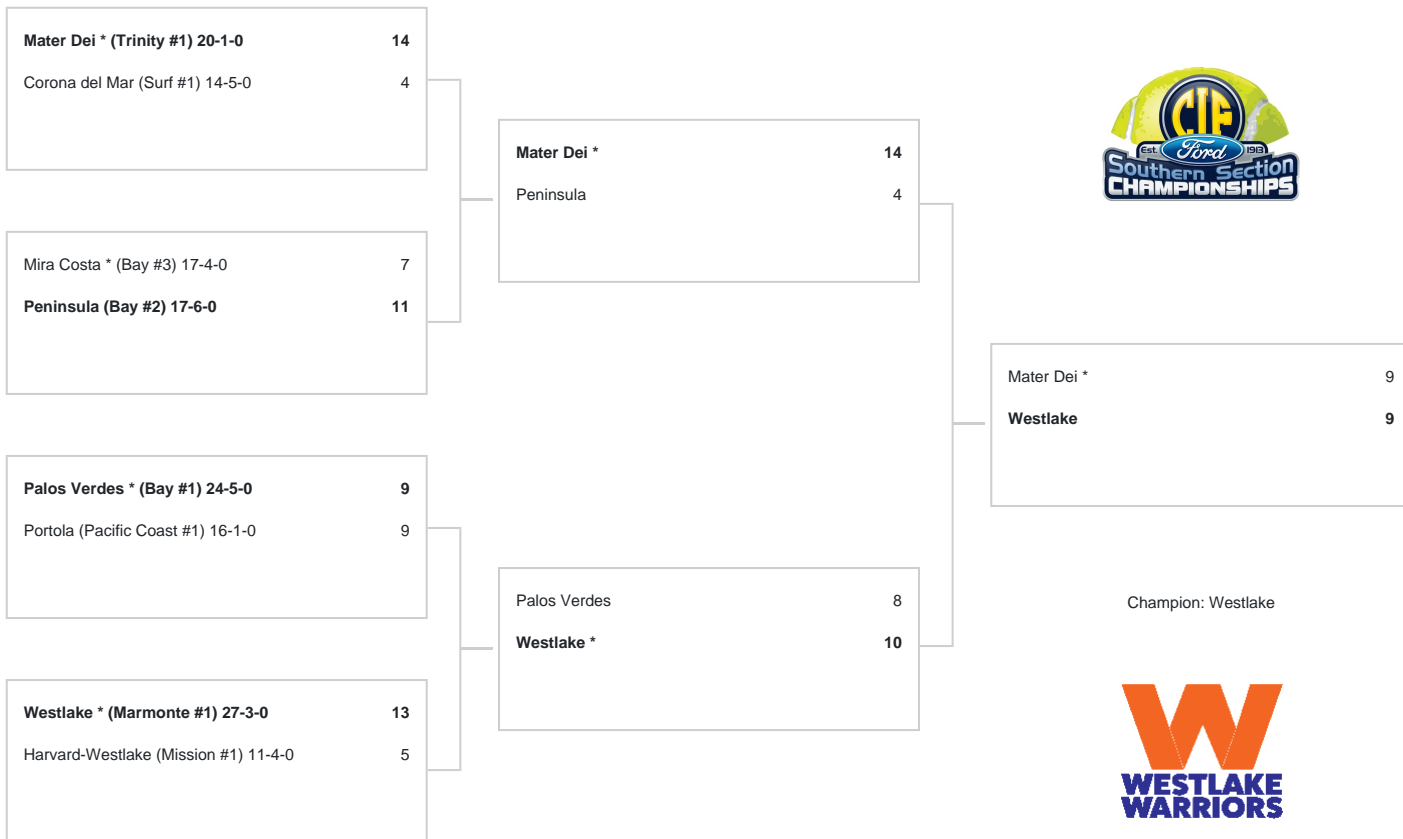 Mater Dei * (Trinity #1) 20-1-0 14
Corona del Mar (Surf #1) 14-5-0 4
Mira Costa * (Bay #3) 17-4-0 7
Peninsula (Bay #2) 17-6-0 11
Palos Verdes * (Bay #1) 24-5-0 9
Portola (Pacific Coast #1) 16-1-0 9
Westlake * (Marmonte #1) 27-3-0 13
Harvard-Westlake (Mission #1) 11-4-0 5
Mater Dei * 14
Peninsula 4
Palos Verdes 8
Westlake * 10
CIF
Est. Ford 1913
Southern Section
CHAMPIONSHIPS
Mater Dei * 9
Westlake 9
Champion: Westlake
W
WESTLAKE
WARRIORS